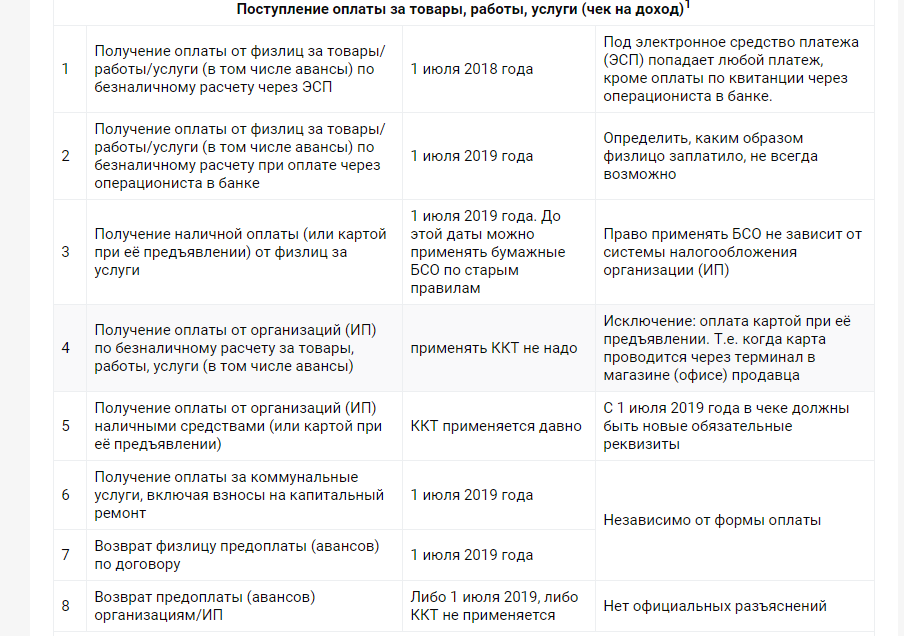 Поступление оплаты за товары, работы, услуги (чек на доход)1
1
Получение оплаты от физлиц за товары/
работы/услуги (в том числе авансы) по
безналичному расчету через ЭСП
1 июля 2018 года
Под электронное средство платежа
(ЭСП) попадает любой платеж,
кроме оплаты по квитанции через
операциониста в банке.
2
Получение оплаты от физлиц за товары/
работы/услуги (в том числе авансы) по
безналичному расчету при оплате через
операциониста в банке
1 июля 2019 года
Определить, каким образом
физлицо заплатило, не всегда
возможно
3
Получение наличной оплаты (или картой
при её предъявлении) от физлиц за
услуги
1 июля 2019 года. До
этой даты можно
применять бумажные
БСО по старым
правилам
Право применять БСО не зависит от
системы налогообложения
организации (ИП)
4
Получение оплаты от организаций (ИП)
по безналичному расчету за товары,
работы, услуги (в том числе авансы)
применять ККТ не надо
Исключение: оплата картой при её
предъявлении. Т.е. когда карта
проводится через терминал в
магазине (офисе) продавца
5
Получение оплаты от организаций (ИП)
наличными средствами (или картой при
её предъявлении)
ККТ применяется давно
С 1 июля 2019 года в чеке должны
быть новые обязательные
реквизиты
6
Получение оплаты за коммунальные
услуги, включая взносы на капитальный
ремонт
1 июля 2019 года
Независимо от формы оплаты
7
Возврат физлицу предоплаты (авансов)
по договору
1 июля 2019 года
8
Возврат предоплаты (авансов)
организациям/ИП
Либо 1 июля 2019, либо
ККТ не применяется
Нет официальных разъяснений